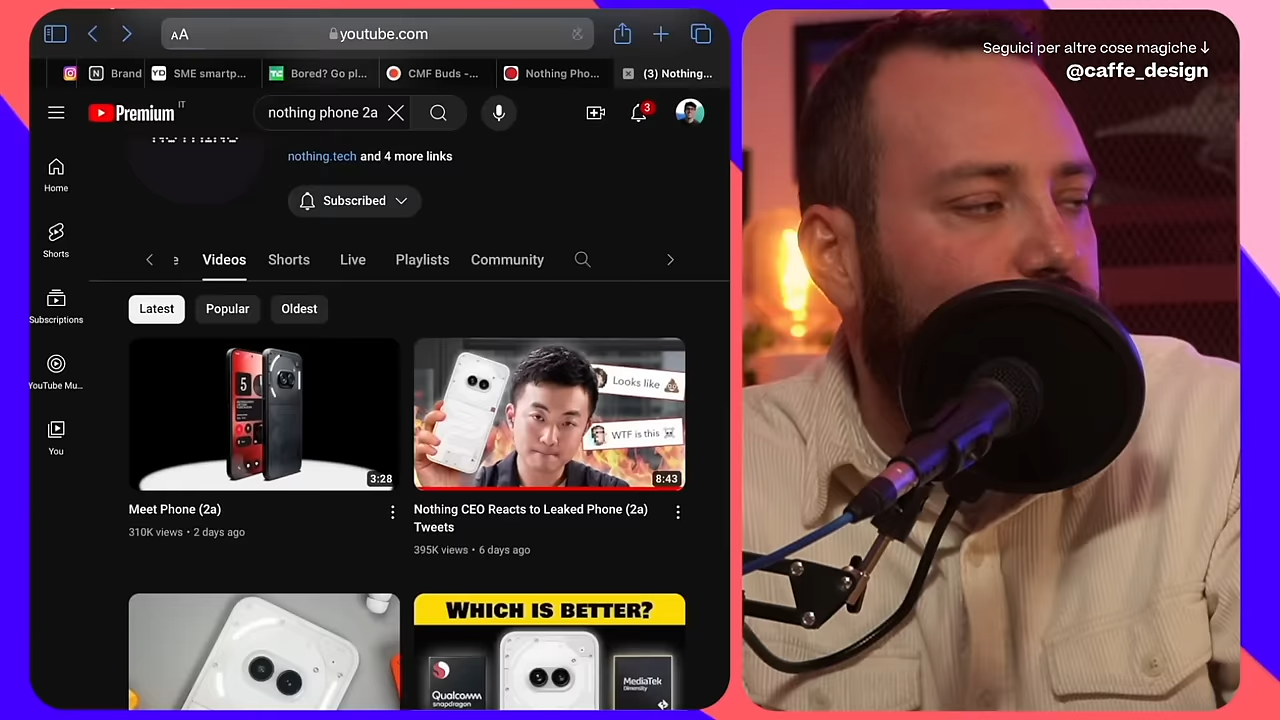 AA
youtube.com
Brand
SME smartp...
Bored? Go pl...
CMF Buds -...
Nothing Pho...
(3) Nothing...
Premium
IT
nothing phone 2a
3
nothing.tech and 4 more links
Subscribed
Home
Shorts
Subscriptions
YouTube Mu...
You
e
Videos
Shorts
Live
Playlists
Community
Latest
Popular
Oldest
5
3:28
Looks like
WTF is this
8:43
Meet Phone (2a)
310K views • 2 days ago
Nothing CEO Reacts to Leaked Phone (2a)
Tweets
395K views • 6 days ago
WHICH IS BETTER?
Qualcomm
snapdragon
MEDIATEK
Dimensity
Seguici per altre cose magiche ↓
@caffe_design